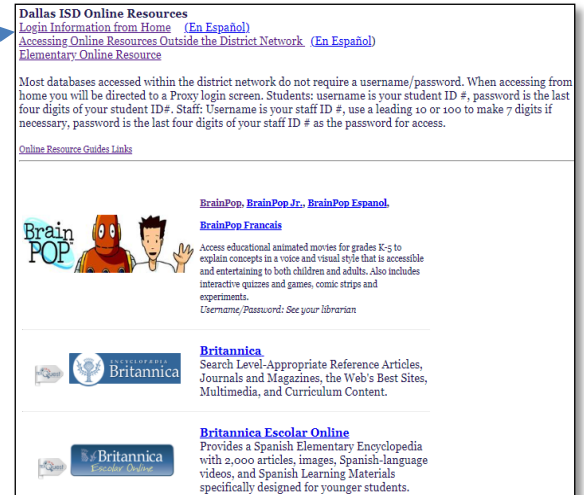 Dallas ISD Online Resources
Login Information from Home (En Español)
Accessing Online Resources Outside the District Network (En Español)
Elementary Online Resource
Most databases accessed within the district network do not require a username/password. When accessing from
home you will be directed to a Proxy login screen. Students: username is your student ID #, password is the last
four digits of your student ID#. Staff: Username is your staff ID #, use a leading 10 or 100 to make 7 digits if
necessary, password is the last four digits of your staff ID # as the password for access.
Online Resource Guides Links
Brain
POP
BrainPop, BrainPop Jr., BrainPop Espanol,
BrainPop Francais
Access educational animated movies for grades K-5 to
explain concepts in a voice and visual style that is accessible
and entertaining to both children and adults. Also includes
interactive quizzes and games, comic strips and
experiments.
Username/Password: See your librarian
ENCYCLOPÆDIA
Britannica
Britannica
Search Level-Appropriate Reference Articles,
Journals and Magazines, the Web's Best Sites,
Multimedia, and Curriculum Content.
Britannica
Escolar Online
Britannica Escolar Online
Provides a Spanish Elementary Encyclopedia
with 2,000 articles, images, Spanish-language
videos, and Spanish Learning Materials
specifically designed for younger students.